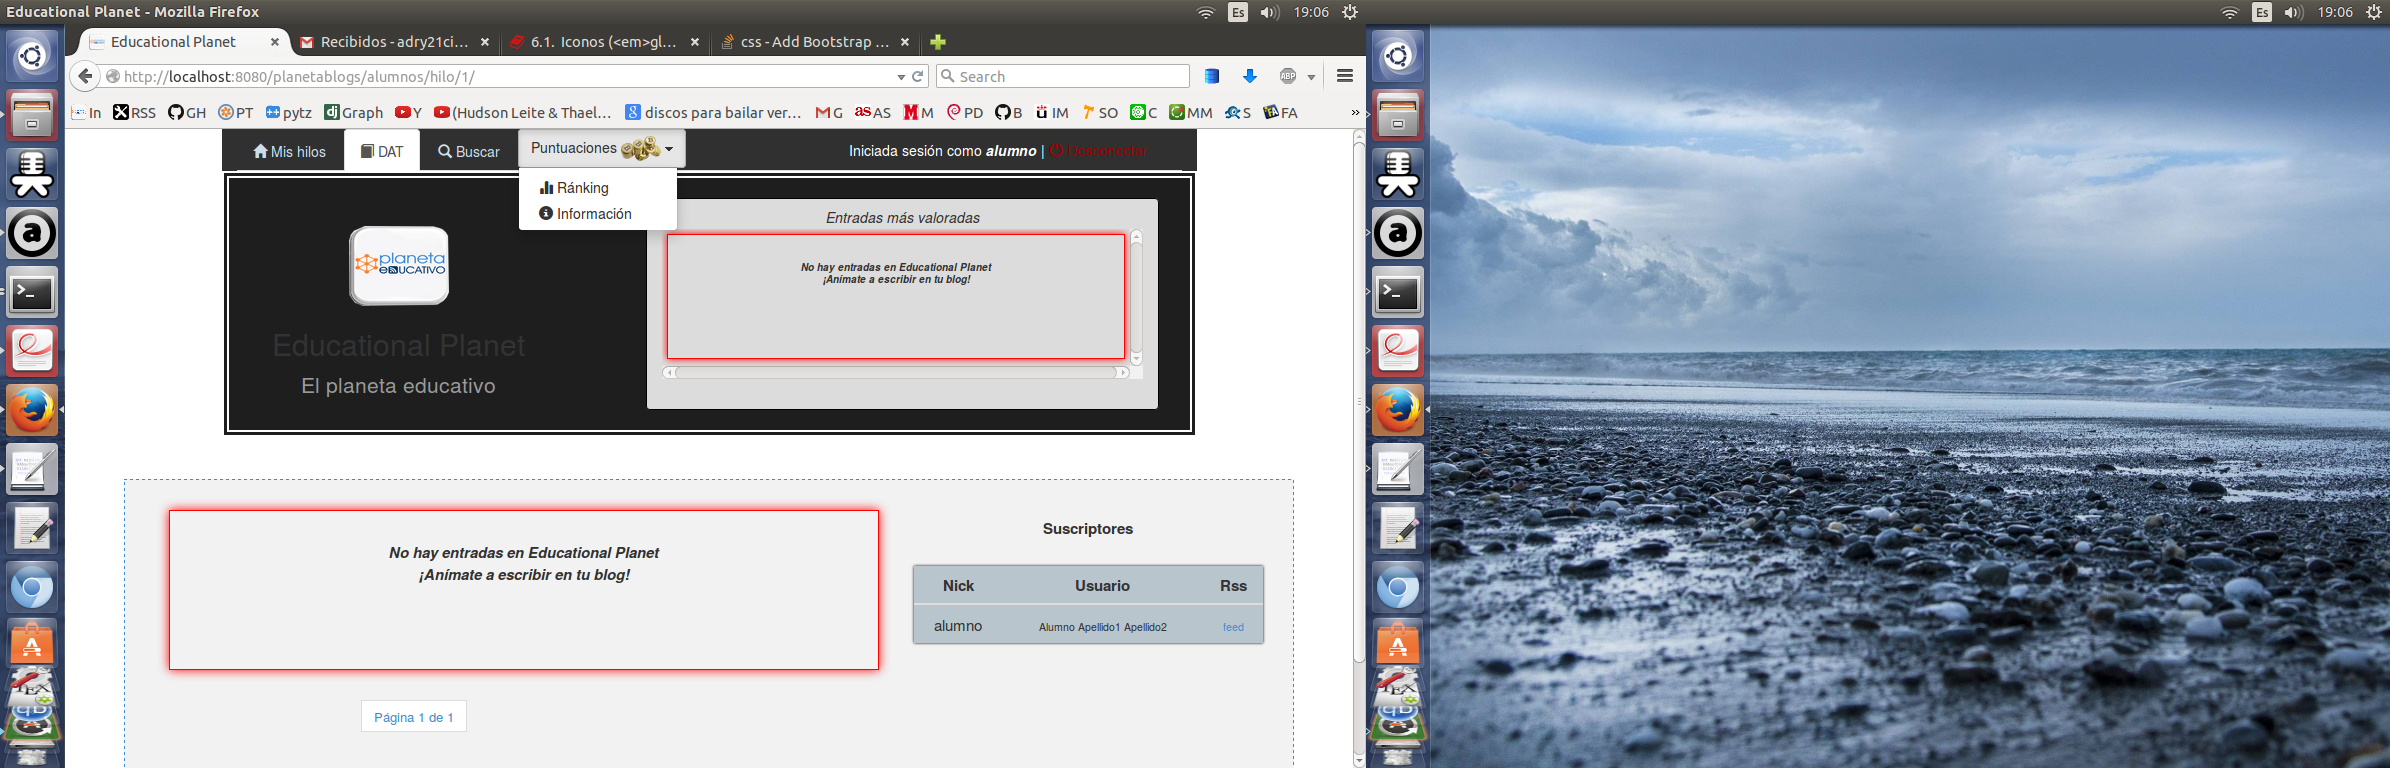 Educational Planet - Mozilla Firefox
Es
19:06
Es
19:06
Educational Planet
Recibidos - adry21ci...
6.1. Iconos (<em>gl...
css - Add Bootstrap ...
http://localhost:8080/planetablogs/alumnos/hilo/1/
Search
ABP
In
RSS
GH
PT
pytz
dj Graph
Y
(Hudson Leite & Thael...
discos para bailar ver...
G
as AS
M M
PD
B
ü IM
SO
C
MM
S
FA
»
Mis hilos
DAT
Buscar
Puntuaciones
Iniciada sesión como alumno |
Desconectar
Ránking
Información
planeta
EDUCATIVO
Educational Planet
El planeta educativo
Entradas más valoradas
No hay entradas en Educational Planet
¡Anímate a escribir en tu blog!
No hay entradas en Educational Planet
¡Anímate a escribir en tu blog!
Página 1 de 1
Suscriptores
Nick Usuario Rss
alumno Alumno Apellido1 Apellido2 feed